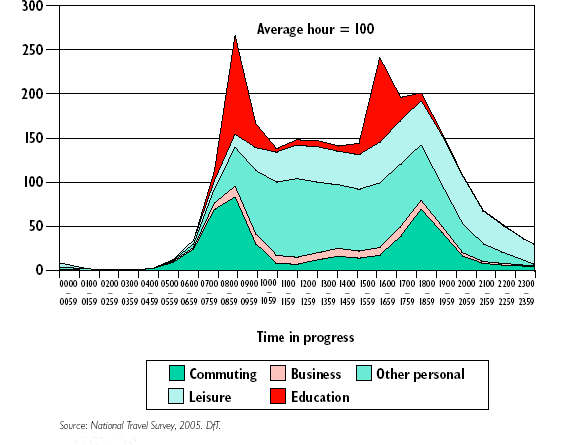 300
Average hour = 100
250
200
150
100
50
0
0000 0100 0200 0300 0400 0500 0600 0700 0800 0900 1000 1100 1200 1300 1400 1500 1600 1700 1800 1900 2000 2100 2200 2300
– – – – – – – – – – – – – – – – – – – – – – – –
0059 0159 0259 0359 0459 0559 0659 0759 0859 0959 1059 1159 1259 1359 1459 1559 1659 1759 1859 1959 2059 2159 2259 2359
Time in progress
Commuting Business Other personal
Leisure Education
Source: National Travel Survey, 2005. DfT.